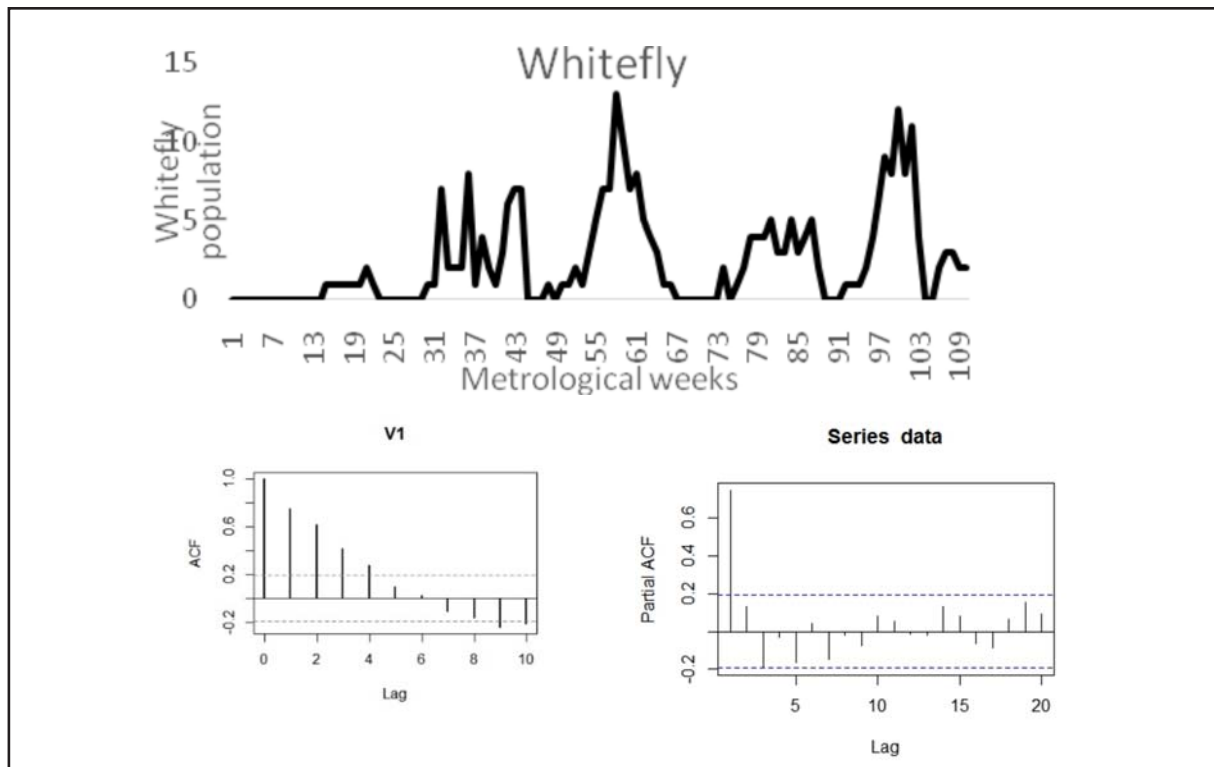 Whitefly
15
10
5
0
Whitefly
population
1 7 13 19 25 31 37 43 49 55 61 67 73 79 85 91 97 103 109
Metrological weeks
V1
ACF
1.0
0.6
0.2
-0.2
0 2 4 6 8 10
Lag
Series data
Partial ACF
0.6
0.4
0.2
-0.2
5 10 15 20
Lag